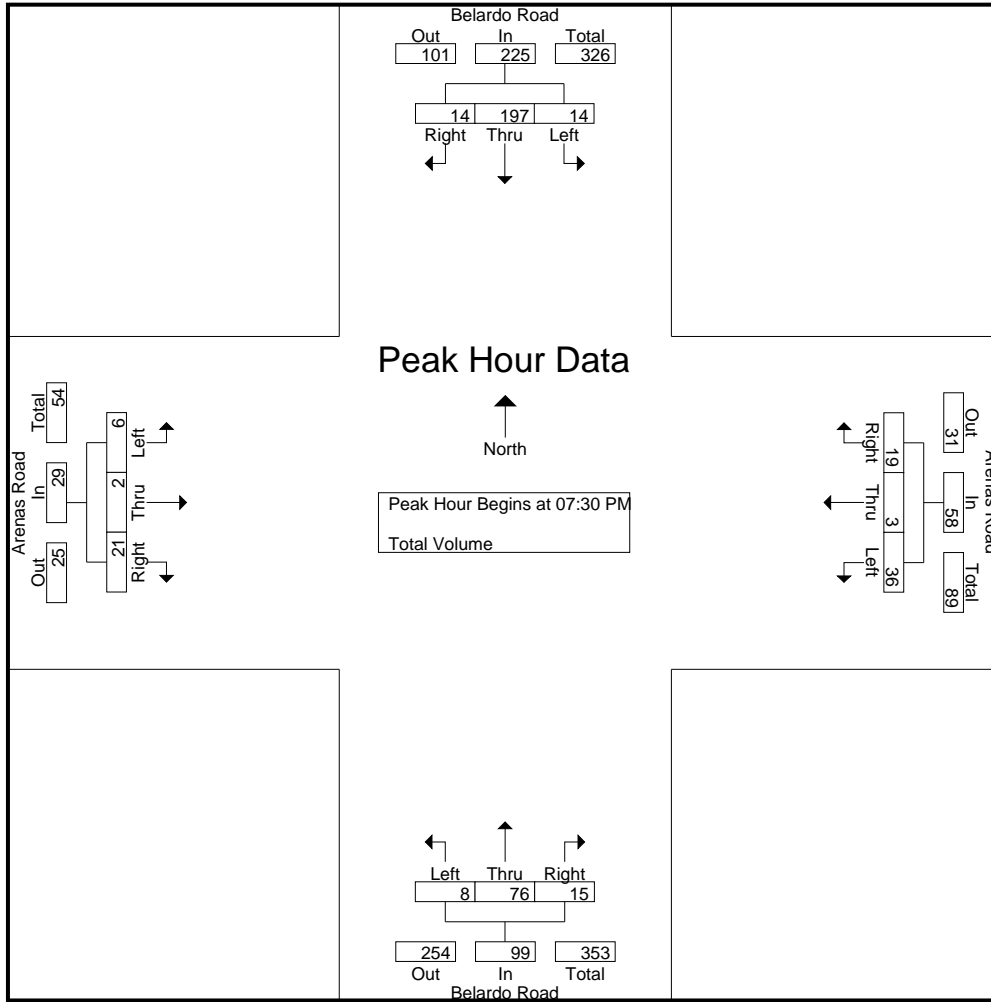 Belardo Road
Out In Total
101 225 326
14 197 14
Right Thru Left
Peak Hour Data
North
Peak Hour Begins at 07:30 PM
Total Volume
Arenas Road
Total In Out
54 29 25
6 2 21
Left Thru Right
Right Thru Left
19 3 36
31 58 89
Out In Total
Arenas Road
Left Thru Right
8 76 15
254 99 353
Out In Total
Belardo Road